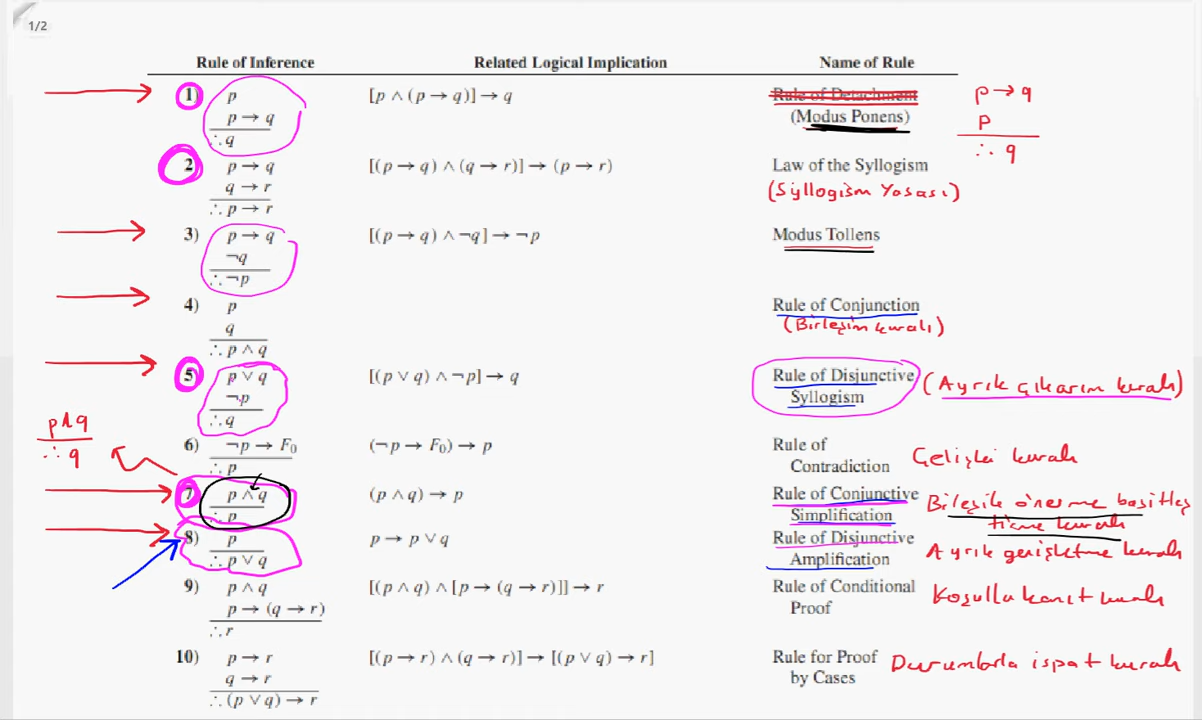 1/2
Rule of Inference Related Logical Implication Name of Rule
1) p [p ∧ (p → q)] → q Rule of Detachment
p → q (Modus Ponens)
∴ q
p → q
p
∴ q
2) p → q [(p → q) ∧ (q → r)] → (p → r) Law of the Syllogism
q → r (Syllogism Yasası)
∴ p → r
3) p → q [(p → q) ∧ ¬q] → ¬p Modus Tollens
¬q
∴ ¬p
4) p Rule of Conjunction
q (Birleşim kuralı)
∴ p ∧ q
5) p ∨ q [(p ∨ q) ∧ ¬p] → q Rule of Disjunctive (Ayrık çıkarım kuralı)
¬p Syllogism
∴ q
p ∧ q
∴ q
6) ¬p → F₀ (¬p → F₀) → p Rule of Çelişki kuralı
∴ p Contradiction
7) p ∧ q (p ∧ q) → p Rule of Conjunctive Bileşik önerme basitleş
∴ p Simplification tirme kuralı
8) p p → p ∨ q Rule of Disjunctive Ayrık genişletme kuralı
∴ p ∨ q Amplification
9) p ∧ q [(p ∧ q) ∧ [p → (q → r)]] → r Rule of Conditional Koşullu kanıt kuralı
p → (q → r) Proof
∴ r
10) p → r [(p → r) ∧ (q → r)] → [(p ∨ q) → r] Rule for Proof Durumlarla ispat kuralı
q → r by Cases
∴ (p ∨ q) → r